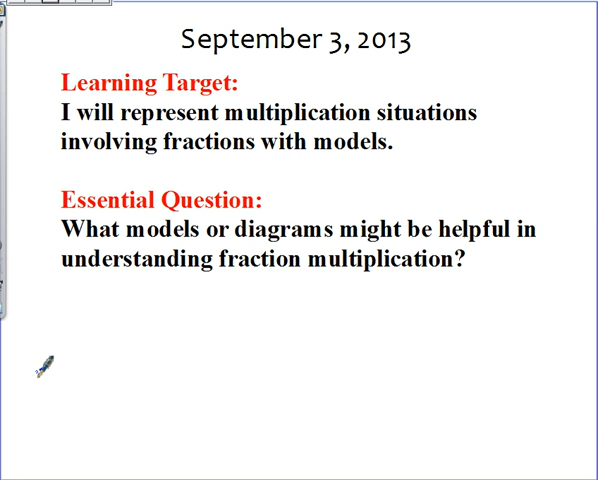 September 3, 2013
Learning Target:
I will represent multiplication situations
involving fractions with models.
Essential Question:
What models or diagrams might be helpful in
understanding fraction multiplication?